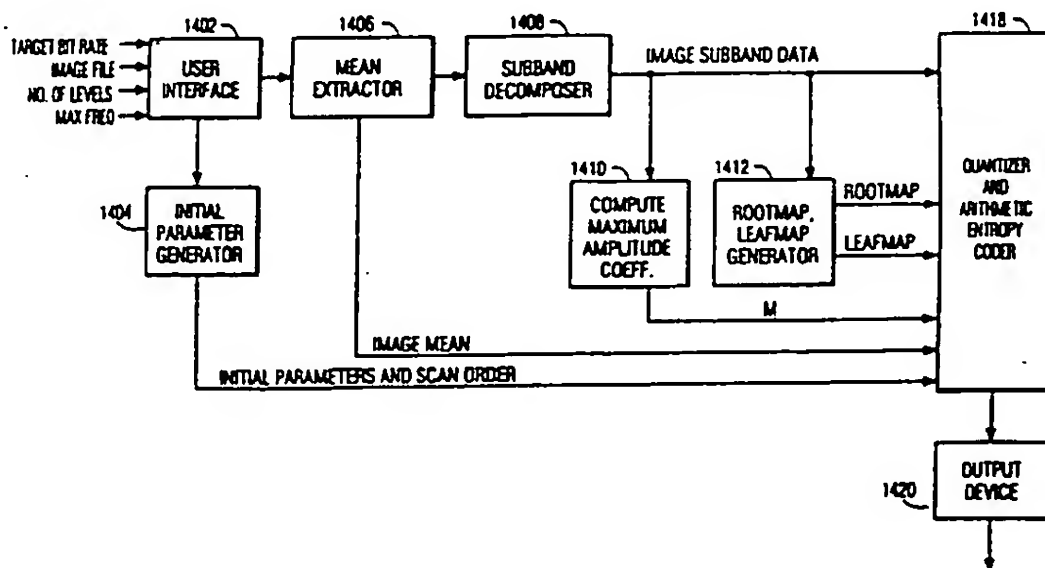 1402
1406
1408
1418
TARGET BIT RATE
IMAGE FILE
NO. OF LEVELS
MAX FREQ
USER
INTERFACE
MEAN
EXTRACTOR
SUBBAND
DECOMPOSER
IMAGE SUBBAND DATA
1404
INITIAL
PARAMETER
GENERATOR
1410
COMPUTE
MAXIMUM
AMPLITUDE
COEFF.
1412
ROOTMAP,
LEAFMAP
GENERATOR
ROOTMAP
LEAFMAP
QUANTIZER
AND
ARITHMETIC
ENTROPY
CODER
M
IMAGE MEAN
INITIAL PARAMETERS AND SCAN ORDER
1420
OUTPUT
DEVICE